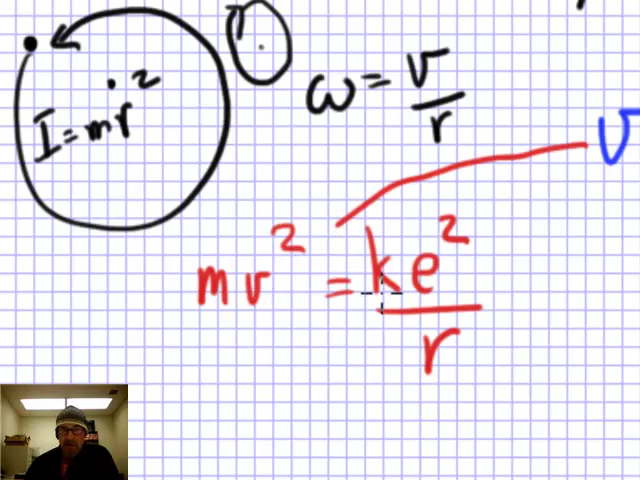 I = mr²
ω = v/r
v
mv² = ke²/r